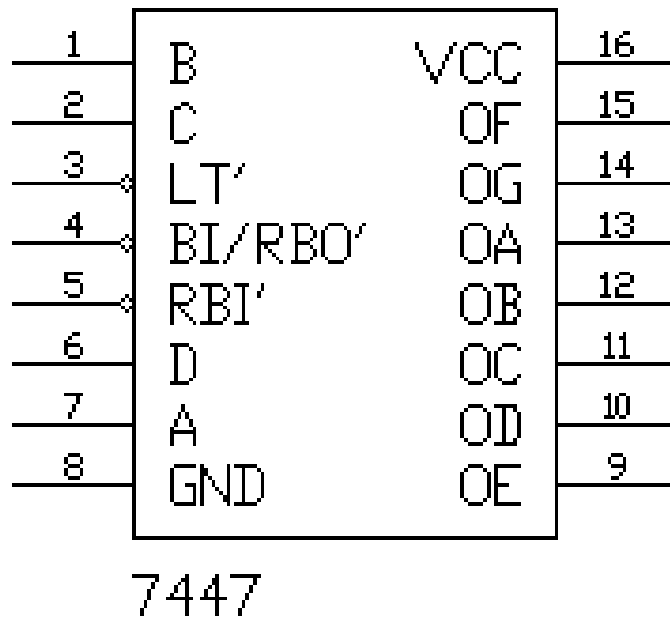 1 B VCC 16
2 C OF 15
3 LT' OG 14
4 BI/RBO' OA 13
5 RBI' OB 12
6 D OC 11
7 A OD 10
8 GND OE 9
7447